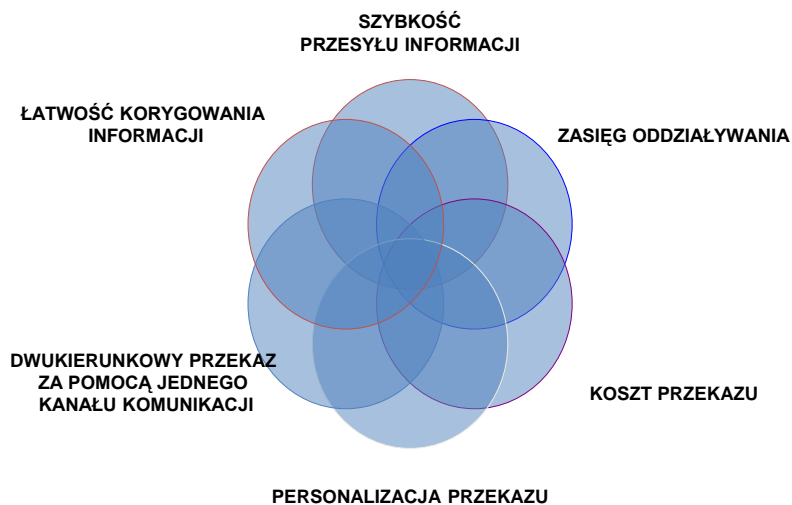 SZYBKOŚĆ
PRZESYŁU INFORMACJI
ŁATWOŚĆ KORYGOWANIA
INFORMACJI
ZASIĘG ODDZIAŁYWANIA
DWUKIERUNKOWY PRZEKAZ
ZA POMOCĄ JEDNEGO
KANAŁU KOMUNIKACJI
KOSZT PRZEKAZU
PERSONALIZACJA PRZEKAZU